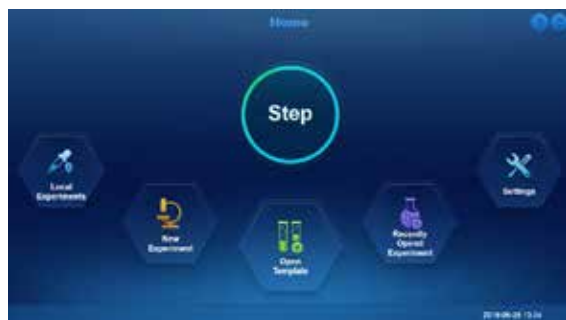 Home
Step
Local
Experiments
New
Experiment
Open
Template
Recently
Opened
Experiment
Settings